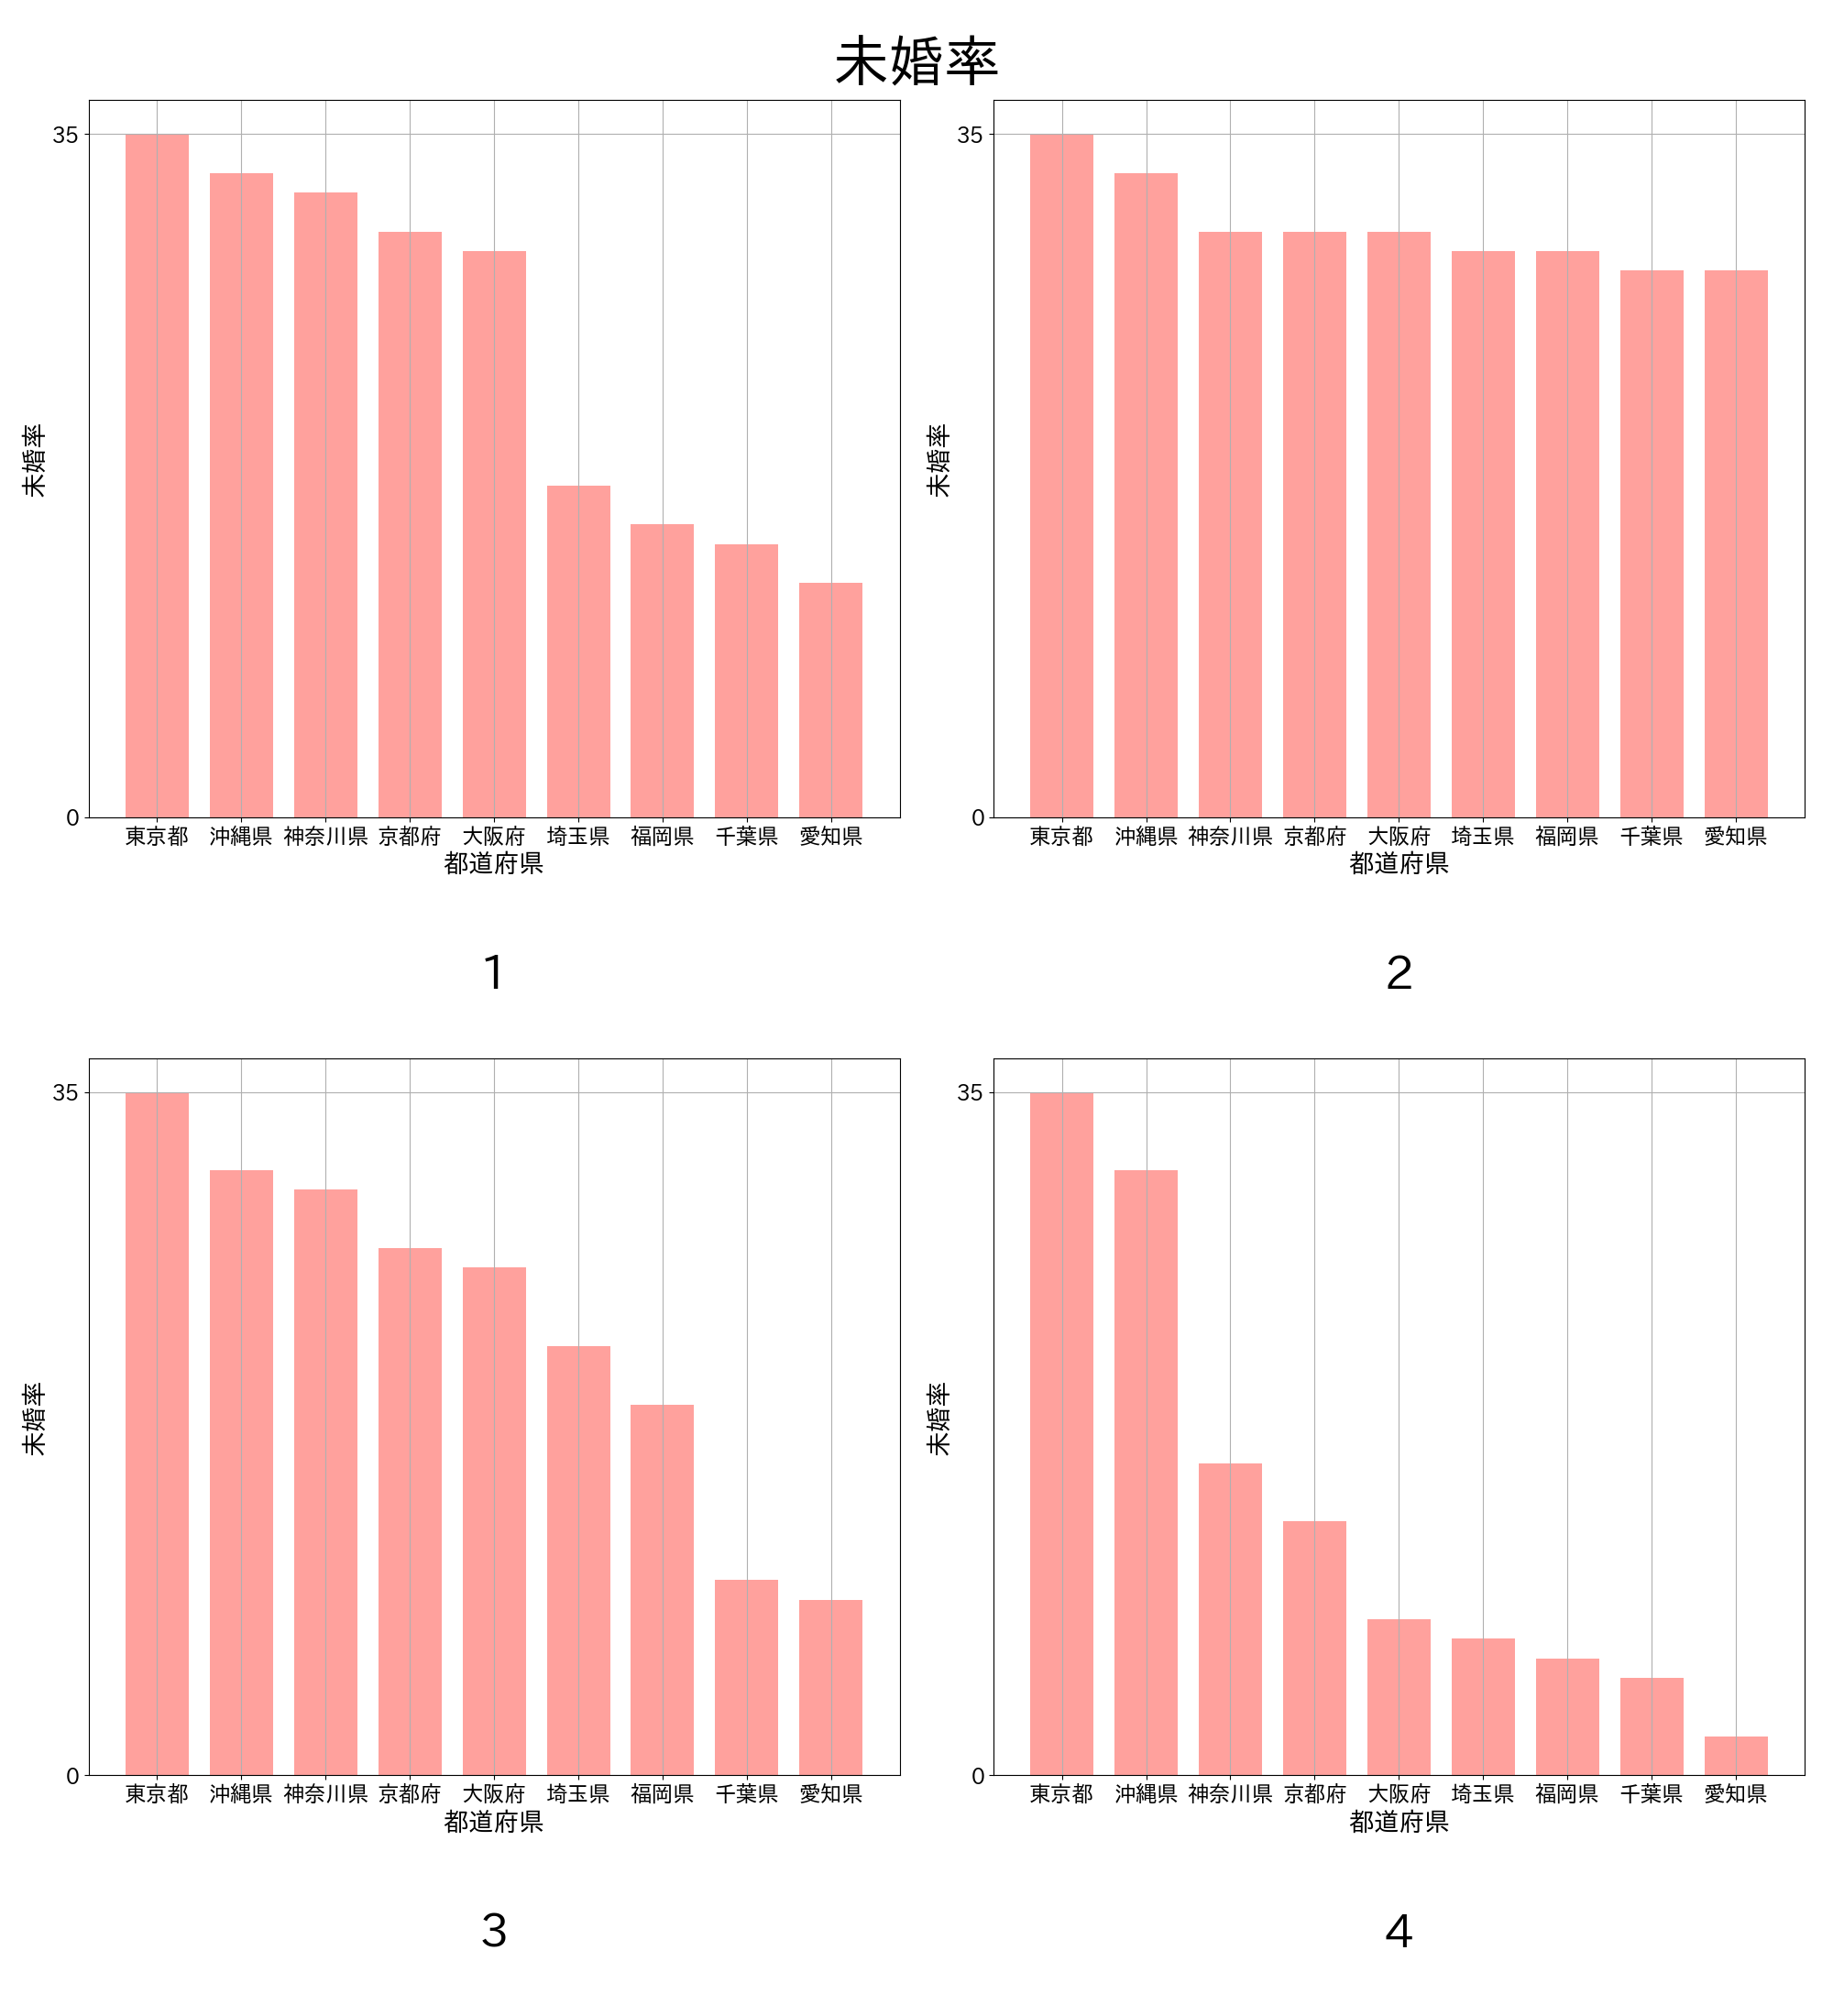 未婚率
35
0
未婚率
東京都 沖縄県 神奈川県 京都府 大阪府 埼玉県 福岡県 千葉県 愛知県
都道府県
1
35
0
未婚率
東京都 沖縄県 神奈川県 京都府 大阪府 埼玉県 福岡県 千葉県 愛知県
都道府県
2
35
0
未婚率
東京都 沖縄県 神奈川県 京都府 大阪府 埼玉県 福岡県 千葉県 愛知県
都道府県
3
35
0
未婚率
東京都 沖縄県 神奈川県 京都府 大阪府 埼玉県 福岡県 千葉県 愛知県
都道府県
4